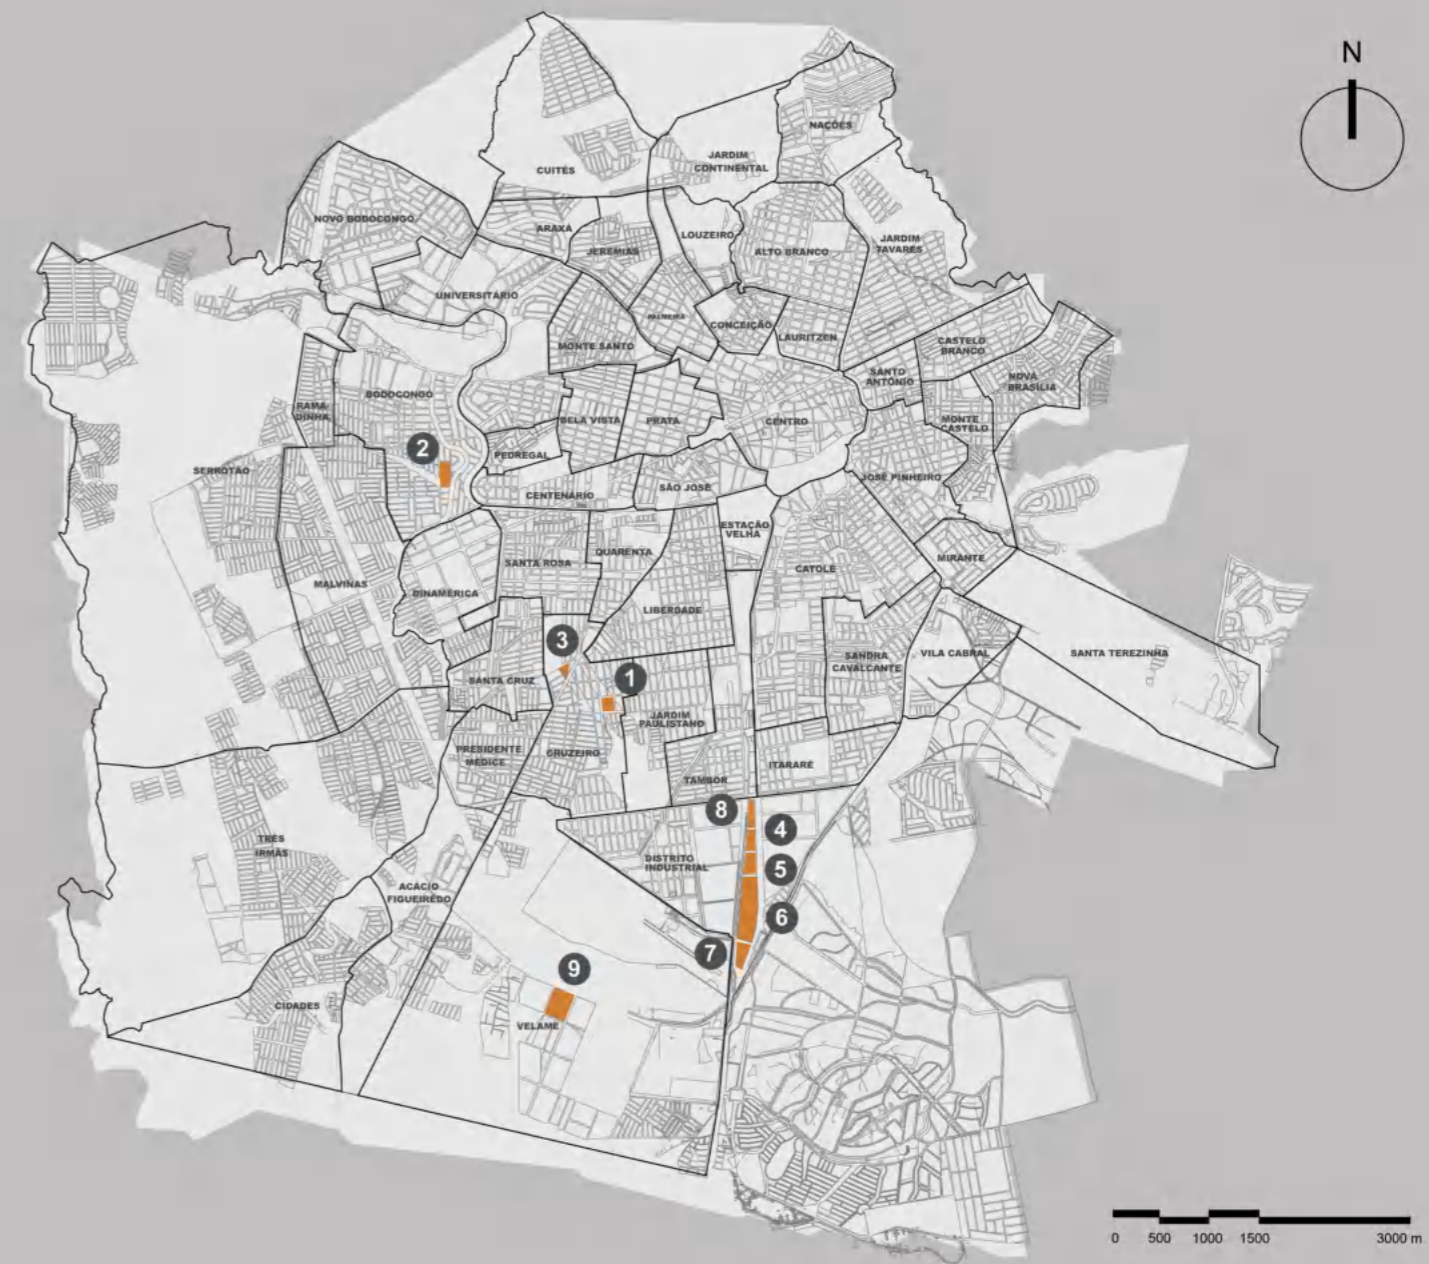 N
NAÇÕES
JARDIM
CONTINENTAL
CUITÉS
NOVO BODOCONGO
ARAXÁ
JEREMIAS
LOUZEIRO
ALTO BRANCO
JARDIM
TAVARES
UNIVERSITÁRIO
PALMEIRA
CONCEIÇÃO
LAURITZEN
MONTE SANTO
CASTELO
BRANCO
SANTO
ANTÔNIO
NOVA
BRASÍLIA
BODOCONGO
RAMA
DINHA
BELA VISTA
PRATA
CENTRO
MONTE
CASTELO
2
PEDREGAL
SERROTÃO
CENTENÁRIO
SÃO JOSÉ
JOSÉ PINHEIRO
ESTAÇÃO
VELHA
QUARENTA
SANTA ROSA
CATOLÉ
MIRANTE
MALVINAS
DINAMÉRICA
LIBERDADE
3
SANDRA
CAVALCANTE
VILA CABRAL
SANTA TEREZINHA
SANTA CRUZ
1
JARDIM
PAULISTANO
PRESIDENTE
MÉDICE
CRUZEIRO
ITARARÉ
TAMBOR
8
4
TRÊS
IRMÃS
DISTRITO
INDUSTRIAL
5
ACÁCIO
FIGUEIRÊDO
6
7
9
CIDADES
VELAME
0 500 1000 1500 3000 m